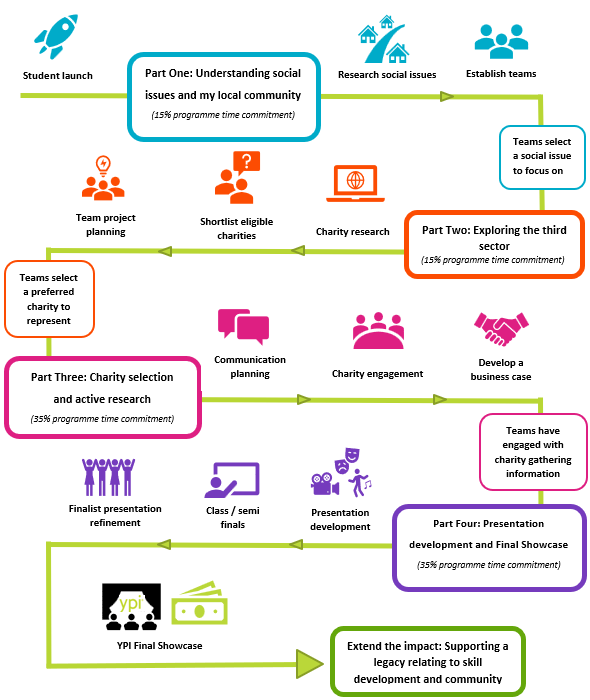 Student launch
Part One: Understanding social
issues and my local community
(15% programme time commitment)
Research social issues
Establish teams
Teams select
a social issue
to focus on
Part Two: Exploring the third
sector
(15% programme time commitment)
Charity research
?
Shortlist eligible
charities
Team project
planning
Teams select
a preferred
charity to
represent
Part Three: Charity selection
and active research
(35% programme time commitment)
Communication
planning
Charity engagement
Develop a
business case
Teams have
engaged with
charity gathering
information
Part Four: Presentation
development and Final Showcase
(35% programme time commitment)
Presentation
development
Class / semi
finals
Finalist presentation
refinement
ypi
YPI Final Showcase
Extend the impact: Supporting a
legacy relating to skill
development and community